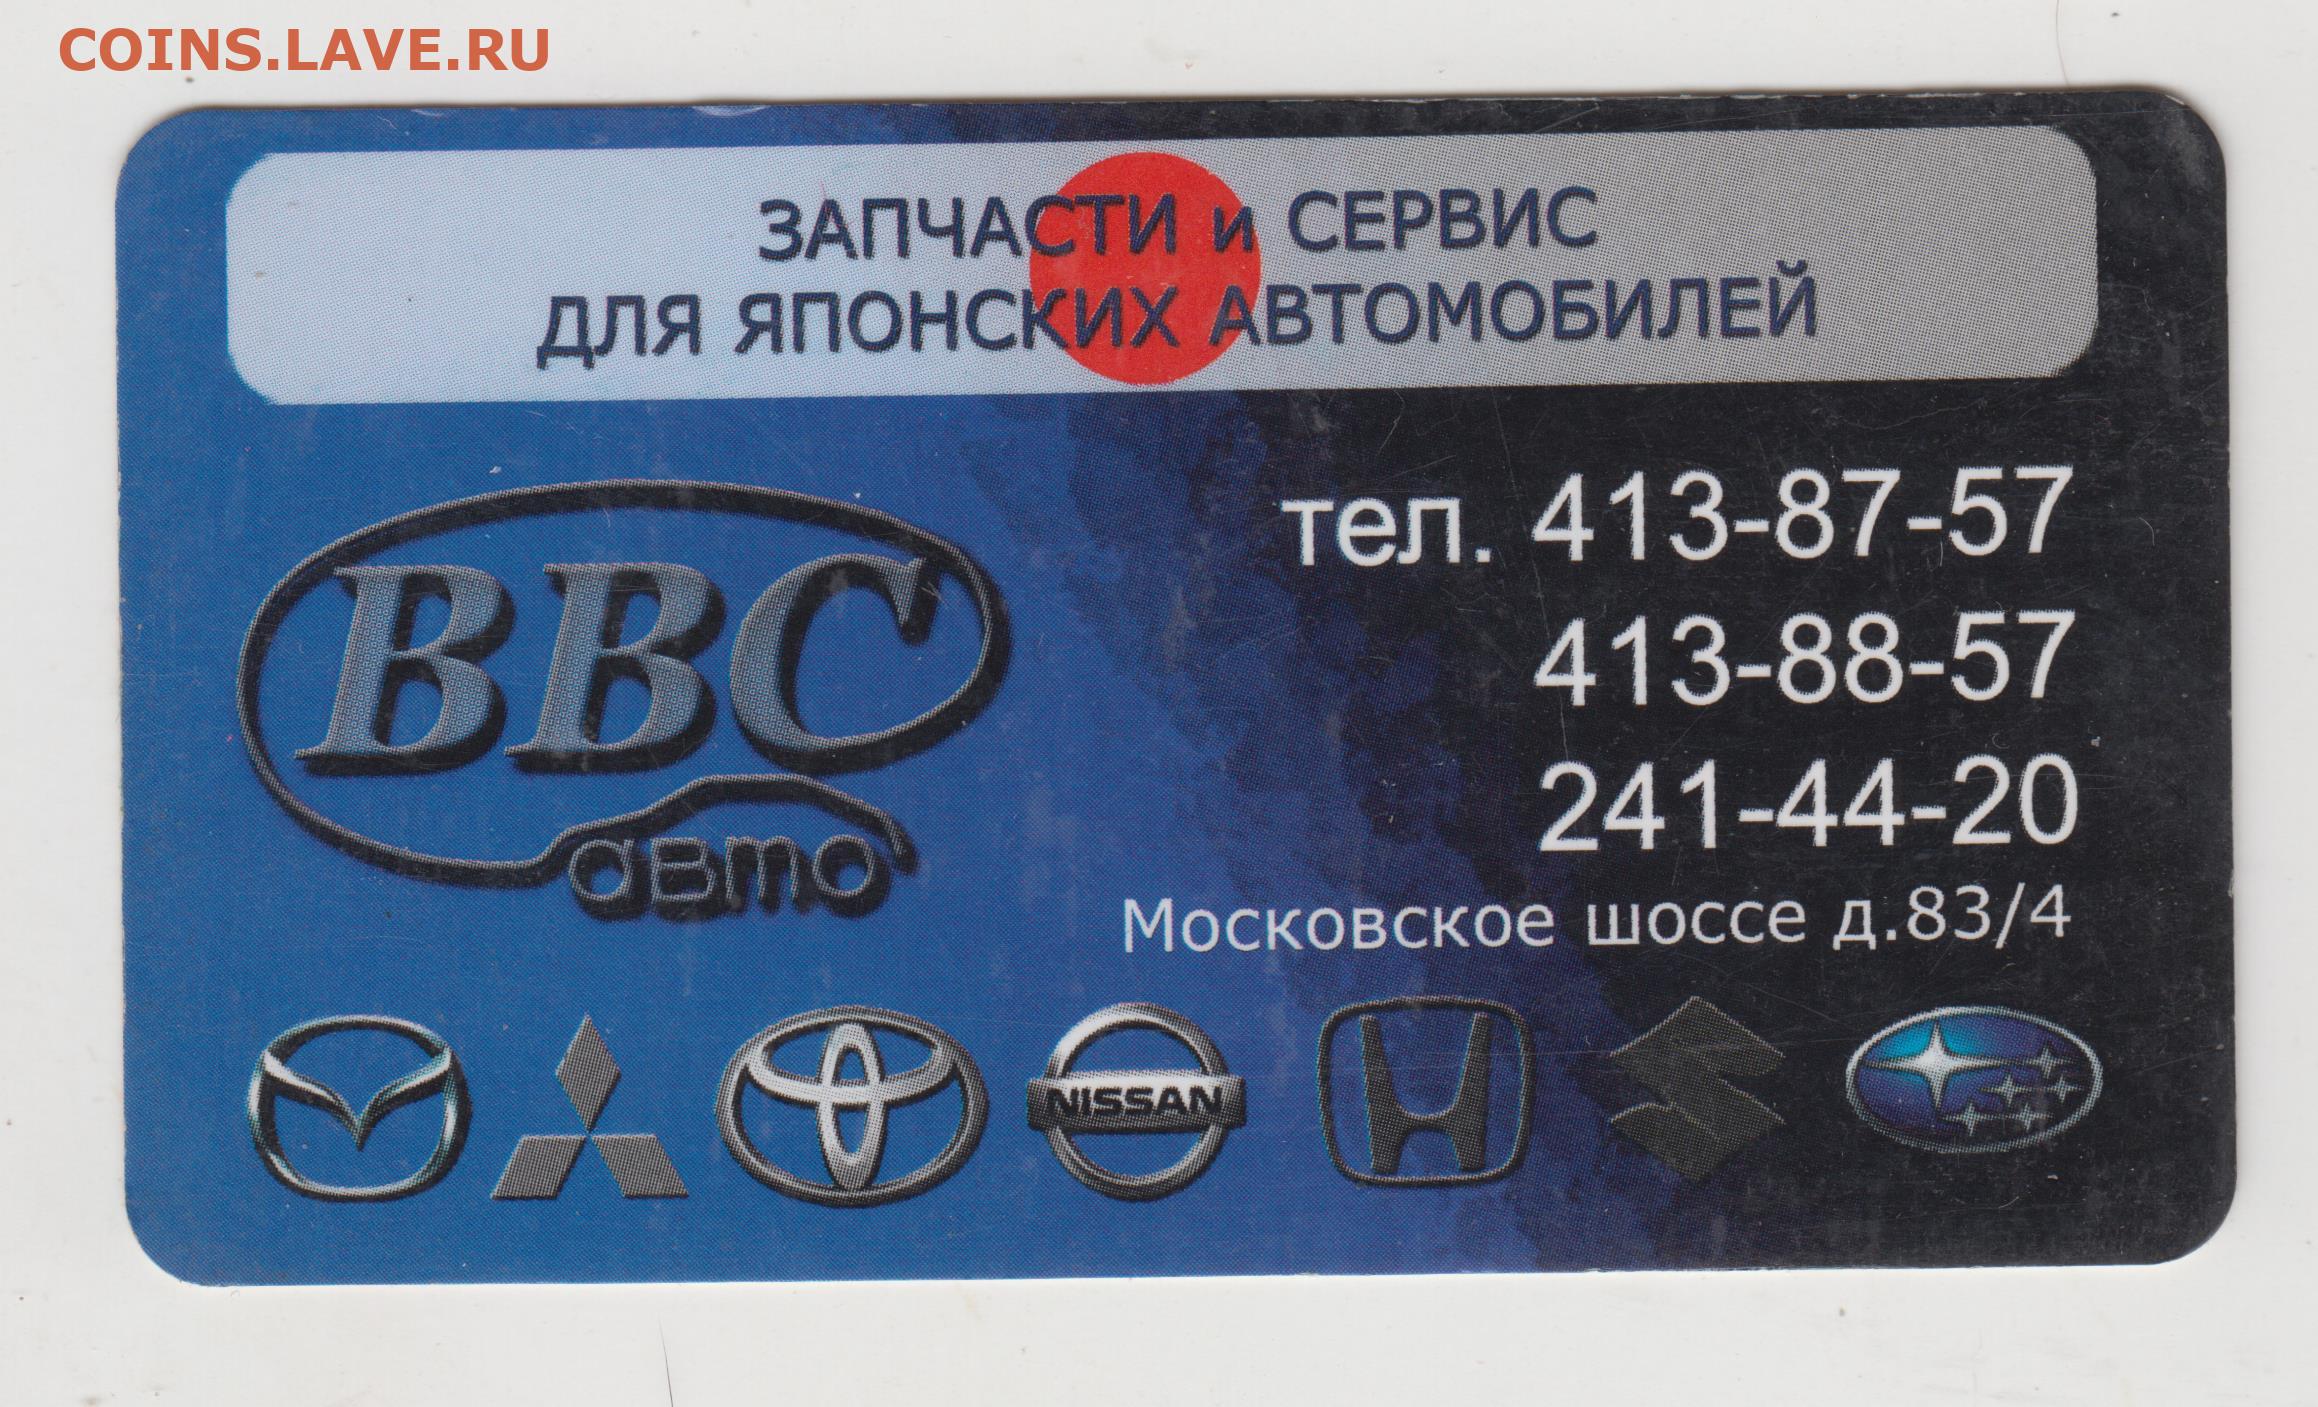 COINS.LAVE.RU
ЗАПЧАСТИ и СЕРВИС
ДЛЯ ЯПОНСКИХ АВТОМОБИЛЕЙ
ВВС
авто
тел. 413-87-57
413-88-57
241-44-20
Московское шоссе д.83/4
NISSAN